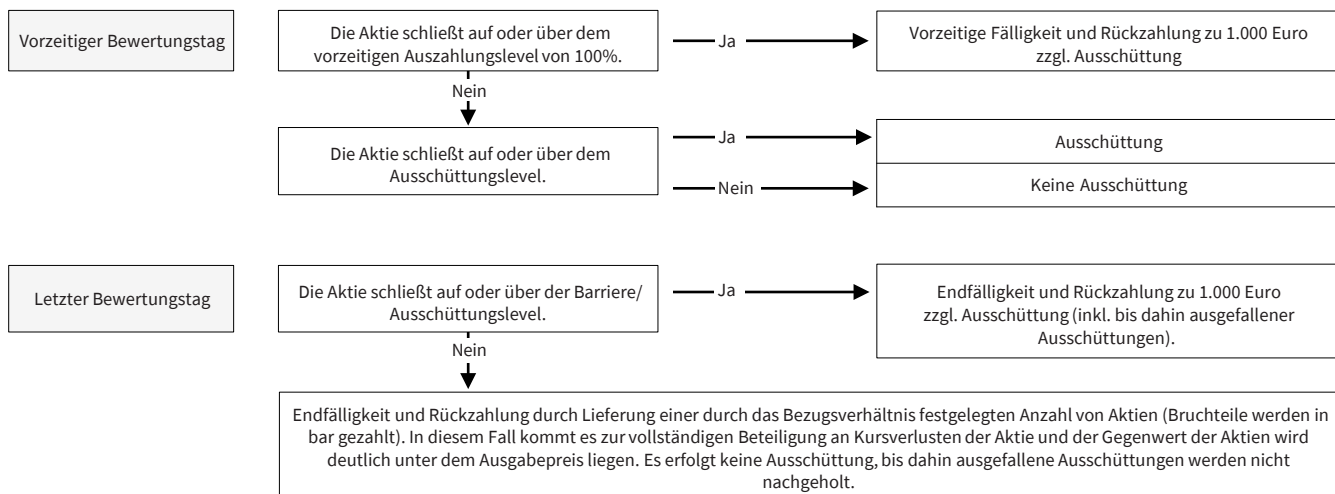 Vorzeitiger Bewertungstag
Die Aktie schließt auf oder über dem
vorzeitigen Auszahlungslevel von 100%.
Ja
Vorzeitige Fälligkeit und Rückzahlung zu 1.000 Euro
zzgl. Ausschüttung
Nein
Die Aktie schließt auf oder über dem
Ausschüttungslevel.
Ja
Ausschüttung
Nein
Keine Ausschüttung
Letzter Bewertungstag
Die Aktie schließt auf oder über der Barriere/
Ausschüttungslevel.
Ja
Endfälligkeit und Rückzahlung zu 1.000 Euro
zzgl. Ausschüttung (inkl. bis dahin ausgefallener
Ausschüttungen).
Nein
Endfälligkeit und Rückzahlung durch Lieferung einer durch das Bezugsverhältnis festgelegten Anzahl von Aktien (Bruchteile werden in
bar gezahlt). In diesem Fall kommt es zur vollständigen Beteiligung an Kursverlusten der Aktie und der Gegenwert der Aktien wird
deutlich unter dem Ausgabepreis liegen. Es erfolgt keine Ausschüttung, bis dahin ausgefallene Ausschüttungen werden nicht
nachgeholt.